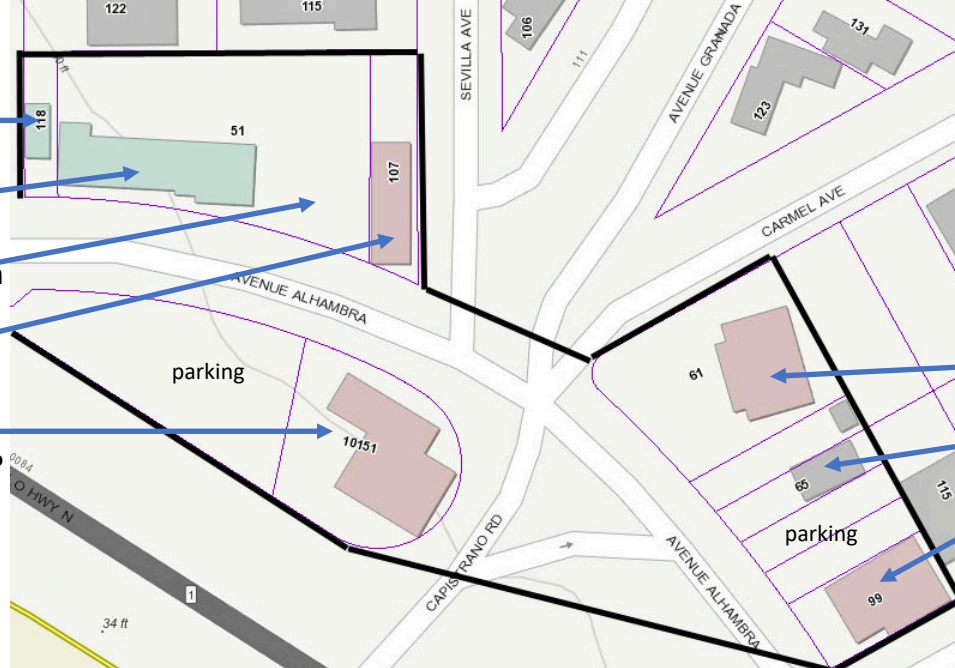 122
115
106
SEVILLA AVE
111
AVENUE GRANADA
131
123
118
51
107
CARMEL AVE
AVENUE ALHAMBRA
parking
61
10151
65
115
parking
0084
O HWY N
CAPISTRANO RD
AVENUE ALHAMBRA
99
1
34 ft